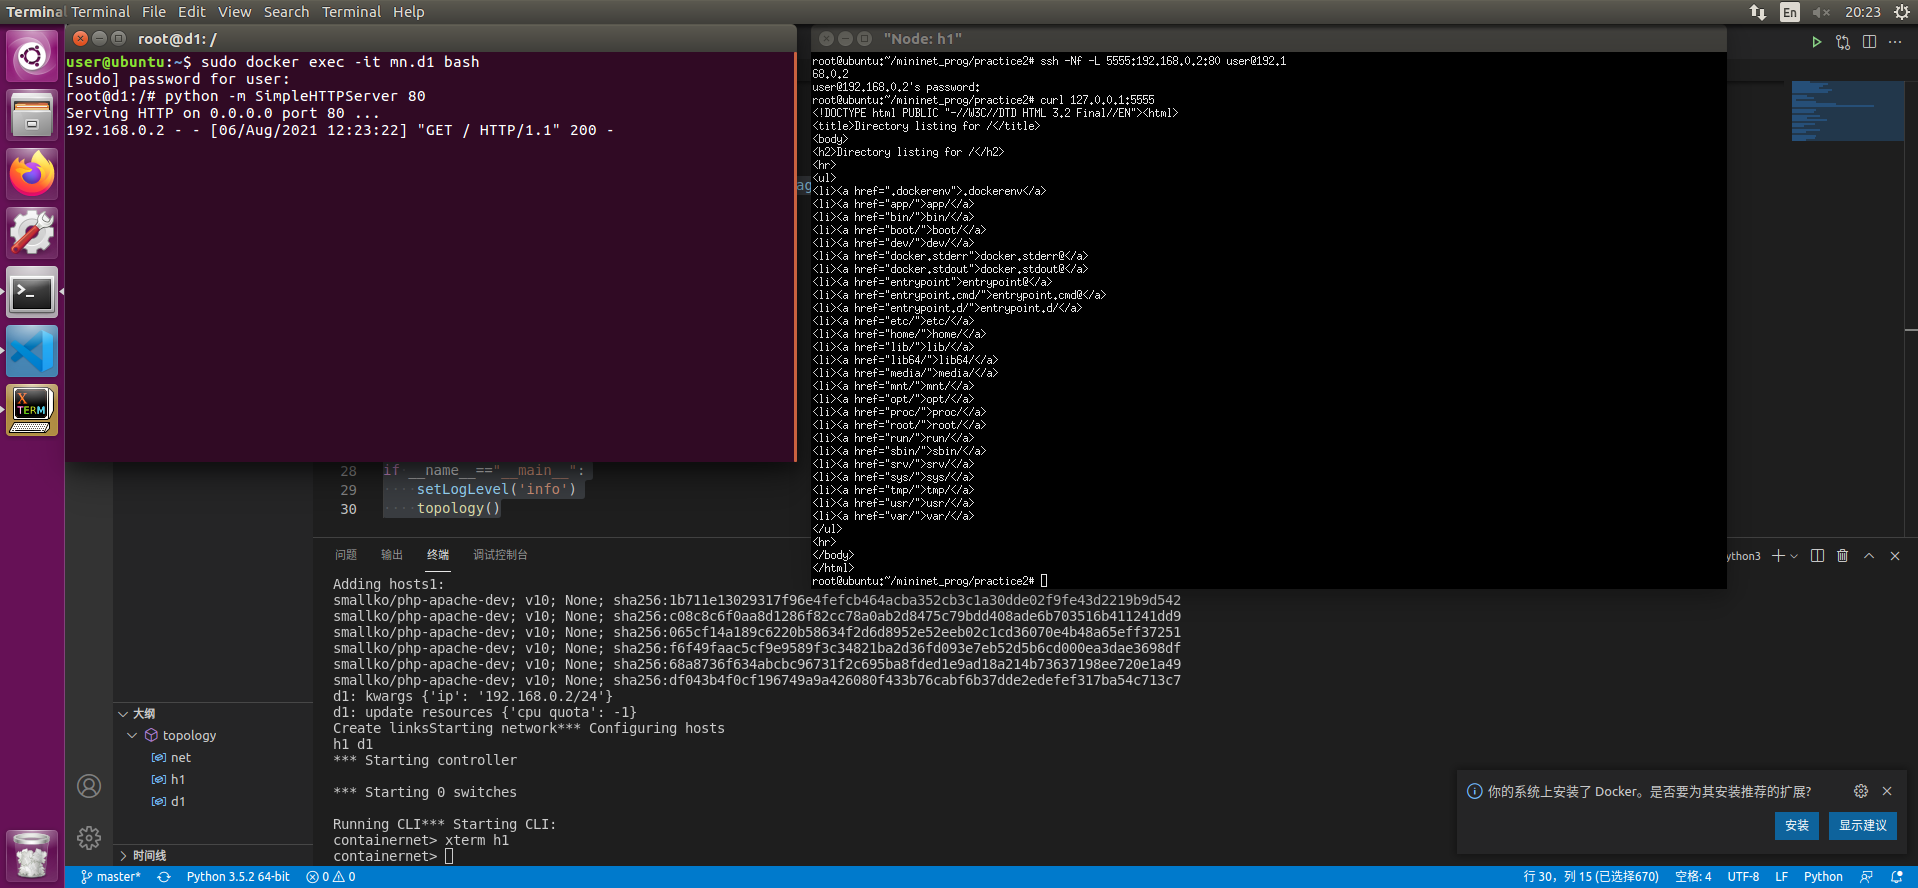 Terminal Terminal File Edit View Search Terminal Help
En 20:23
root@d1: /
user@ubuntu:~$ sudo docker exec -it mn.d1 bash
[sudo] password for user:
root@d1:/# python -m SimpleHTTPServer 80
Serving HTTP on 0.0.0.0 port 80 ...
192.168.0.2 - - [06/Aug/2021 12:23:22] "GET / HTTP/1.1" 200 -
"Node: h1"
root@ubuntu:~/mininet_prog/practice2# ssh -Nf -L 5555:192.168.0.2:80 user@192.1
68.0.2
user@192.168.0.2's password:
root@ubuntu:~/mininet_prog/practice2# curl 127.0.0.1:5555
<!DOCTYPE html PUBLIC "-//W3C//DTD HTML 3.2 Final//EN"><html>
<title>Directory listing for /</title>
<body>
<h2>Directory listing for /</h2>
<hr>
<ul>
<li><a href=".dockerenv">.dockerenv</a>
<li><a href="app/">app/</a>
<li><a href="bin/">bin/</a>
<li><a href="boot/">boot/</a>
<li><a href="dev/">dev/</a>
<li><a href="docker.stderr">docker.stderr@</a>
<li><a href="docker.stdout">docker.stdout@</a>
<li><a href="entrypoint">entrypoint@</a>
<li><a href="entrypoint.cmd/">entrypoint.cmd@</a>
<li><a href="entrypoint.d/">entrypoint.d/</a>
<li><a href="etc/">etc/</a>
<li><a href="home/">home/</a>
<li><a href="lib/">lib/</a>
<li><a href="lib64/">lib64/</a>
<li><a href="media/">media/</a>
<li><a href="mnt/">mnt/</a>
<li><a href="opt/">opt/</a>
<li><a href="proc/">proc/</a>
<li><a href="root/">root/</a>
<li><a href="run/">run/</a>
<li><a href="sbin/">sbin/</a>
<li><a href="srv/">srv/</a>
<li><a href="sys/">sys/</a>
<li><a href="tmp/">tmp/</a>
<li><a href="usr/">usr/</a>
<li><a href="var/">var/</a>
</ul>
<hr>
</body>
</html>
root@ubuntu:~/mininet_prog/practice2#
ag
X TERM
28 if __name__=="__main__":
29 ····setLogLevel('info')
30 ····topology()
问题 输出 终端 调试控制台
ython3
Adding hosts1:
smallko/php-apache-dev; v10; None; sha256:1b711e13029317f96e4fefcb464acba352cb3c1a30dde02f9fe43d2219b9d542
smallko/php-apache-dev; v10; None; sha256:c08c8c6f0aa8d1286f82cc78a0ab2d8475c79bdd408ade6b703516b411241dd9
smallko/php-apache-dev; v10; None; sha256:065cf14a189c6220b58634f2d6d8952e52eeb02c1cd36070e4b48a65eff37251
smallko/php-apache-dev; v10; None; sha256:f6f49faac5cf9e9589f3c34821ba2d36fd093e7eb52d5b6cd000ea3dae3698df
smallko/php-apache-dev; v10; None; sha256:68a8736f634abcbc96731f2c695ba8fded1e9ad18a214b73637198ee720e1a49
smallko/php-apache-dev; v10; None; sha256:df043b4f0cf196749a9a426080f433b76cabf6b37dde2edefef317ba54c713c7
d1: kwargs {'ip': '192.168.0.2/24'}
d1: update resources {'cpu_quota': -1}
Create linksStarting network*** Configuring hosts
h1 d1
*** Starting controller
*** Starting 0 switches
Running CLI*** Starting CLI:
containernet> xterm h1
containernet>
大纲
topology
net
h1
d1
时间线
你的系统上安装了 Docker。是否要为其安装推荐的扩展?
安装 显示建议
master* Python 3.5.2 64-bit 0 0 行 30，列 15 (已选择670) 空格: 4 UTF-8 LF Python